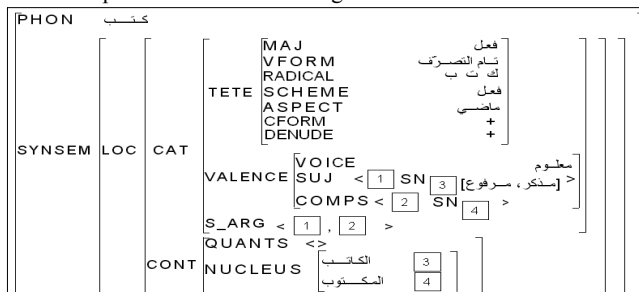 PHON كتب
MAJ فعل
VFORM تام التصرّف
RADICAL ك ت ب
TETE SCHEME فعل
ASPECT ماضي
CFORM +
DENUDE +
SYNSEM LOC CAT
VOICE معلوم
VALENCE SUJ < 1 SN 3 [مذكر، مرفوع] >
COMPS < 2 SN 4 >
S_ARG < 1 , 2 >
QUANTS <>
CONT NUCLEUS الكاتب 3
المكتوب 4